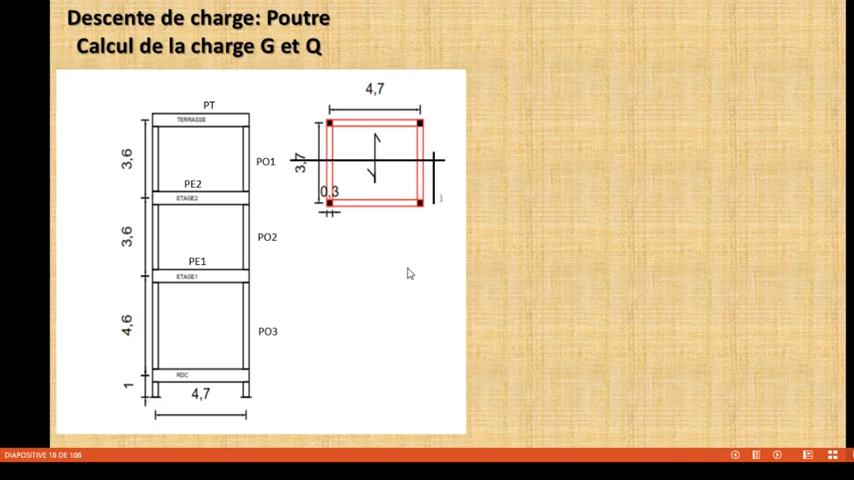 Descente de charge: Poutre
Calcul de la charge G et Q
PT
TERRASSE
3,6
PO1
PE2
ETAGE2
3,6
PO2
PE1
ETAGE1
4,6
PO3
RDC
1
4,7
4,7
3,7
0,3
DIAPOSITIVE 18 DE 108